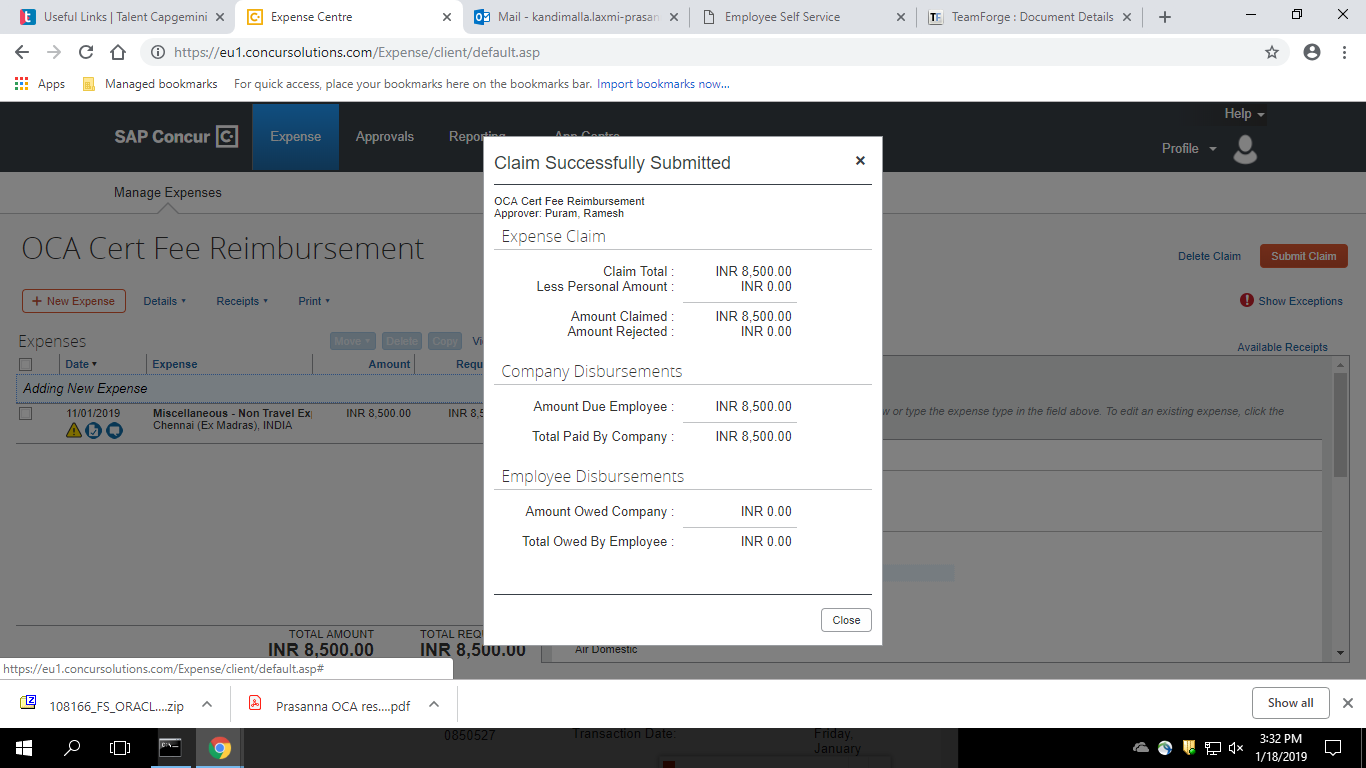 Useful Links | Talent Capgemini
Expense Centre
Mail - kandimalla.laxmi-prasan
Employee Self Service
TeamForge : Document Details
https://eu1.concursolutions.com/Expense/client/default.asp
Apps Managed bookmarks For quick access, place your bookmarks here on the bookmarks bar. Import bookmarks now...
Help
SAP Concur Expense Approvals Reporting App Centre
Profile
Manage Expenses
OCA Cert Fee Reimbursement
Delete Claim Submit Claim
+ New Expense Details Receipts Print
Show Exceptions
Expenses Move Delete Copy Vi
Available Receipts
Date Expense Amount Requ
Adding New Expense
11/01/2019 Miscellaneous - Non Travel Ex INR 8,500.00 INR 8,5
Chennai (Ex Madras), INDIA
w or type the expense type in the field above. To edit an existing expense, click the
TOTAL AMOUNT TOTAL REQ
INR 8,500.00 INR 8,500.00
Air Domestic
Claim Successfully Submitted
OCA Cert Fee Reimbursement
Approver: Puram, Ramesh
Expense Claim
Claim Total : INR 8,500.00
Less Personal Amount : INR 0.00
Amount Claimed : INR 8,500.00
Amount Rejected : INR 0.00
Company Disbursements
Amount Due Employee : INR 8,500.00
Total Paid By Company : INR 8,500.00
Employee Disbursements
Amount Owed Company : INR 0.00
Total Owed By Employee : INR 0.00
Close
https://eu1.concursolutions.com/Expense/client/default.asp#
108166_FS_ORACL....zip
Prasanna OCA res....pdf
Show all
0850527 Transaction Date: Friday,
January
3:32 PM
1/18/2019